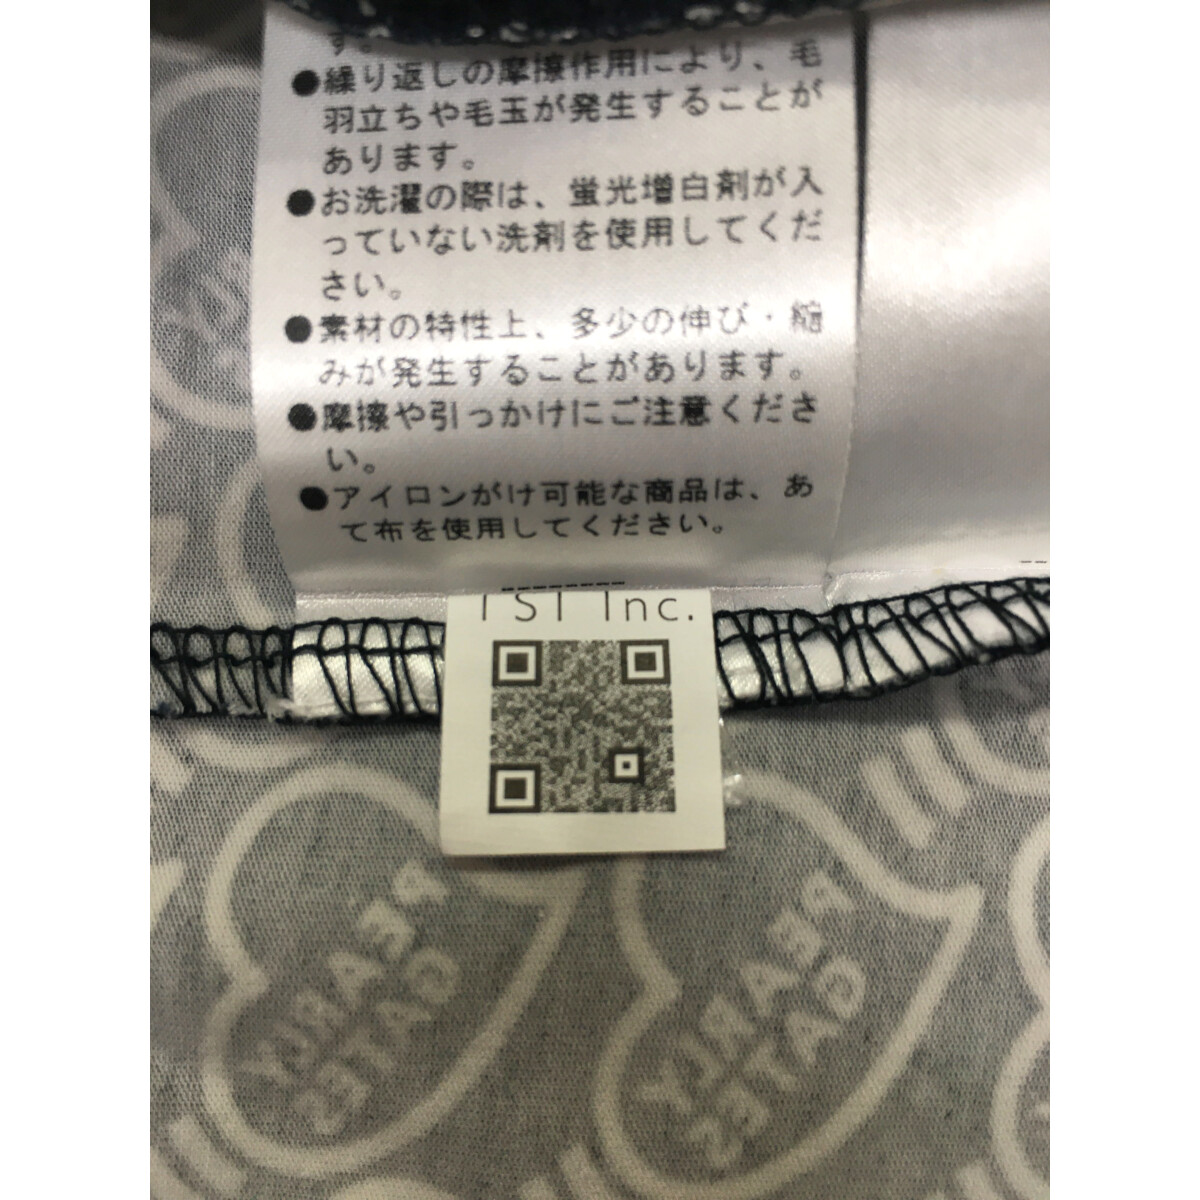 す。
●繰り返しの摩擦作用により、毛
羽立ちや毛玉が発生することが
あります。
●お洗濯の際は、蛍光増白剤が入
っていない洗剤を使用してくだ
さい。
●素材の特性上、多少の伸び・縮
みが発生することがあります。
●摩擦や引っかけにご注意くださ
い。
●アイロンがけ可能な商品は、あ
て布を使用してください。
TSI Inc.
PEARLY
GATES
PEARLY
GATES